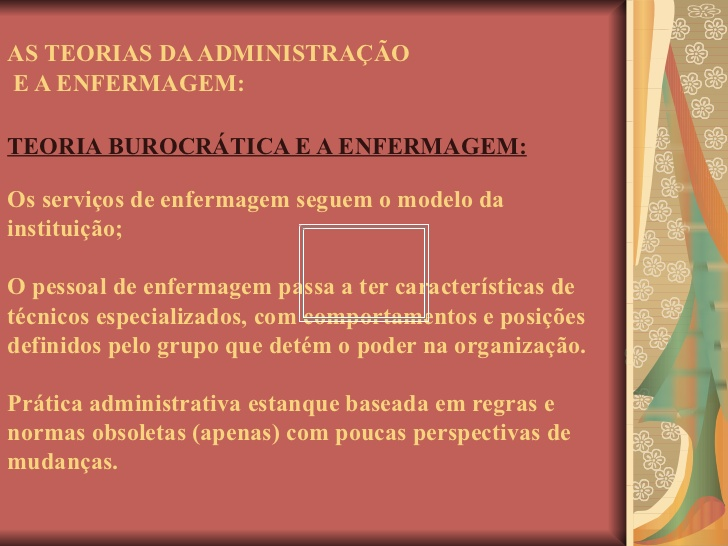 AS TEORIAS DA ADMINISTRAÇÃO
E A ENFERMAGEM:
TEORIA BUROCRÁTICA E A ENFERMAGEM:
Os serviços de enfermagem seguem o modelo da
instituição;
O pessoal de enfermagem passa a ter características de
técnicos especializados, com comportamentos e posições
definidos pelo grupo que detém o poder na organização.
Prática administrativa estanque baseada em regras e
normas obsoletas (apenas) com poucas perspectivas de
mudanças.